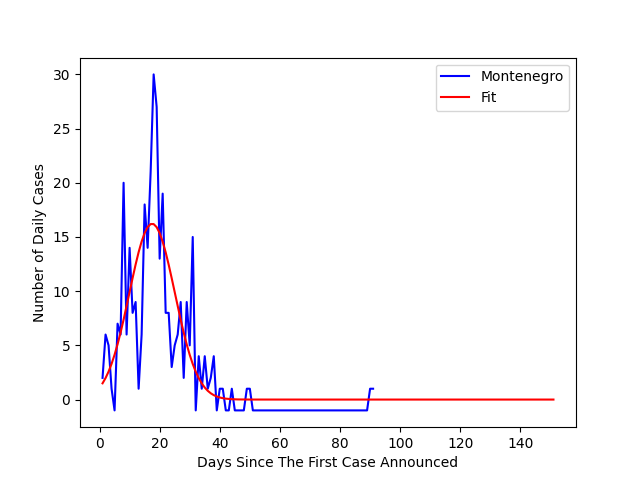 Montenegro
Fit
30
25
20
15
10
5
0
Number of Daily Cases
0 20 40 60 80 100 120 140
Days Since The First Case Announced